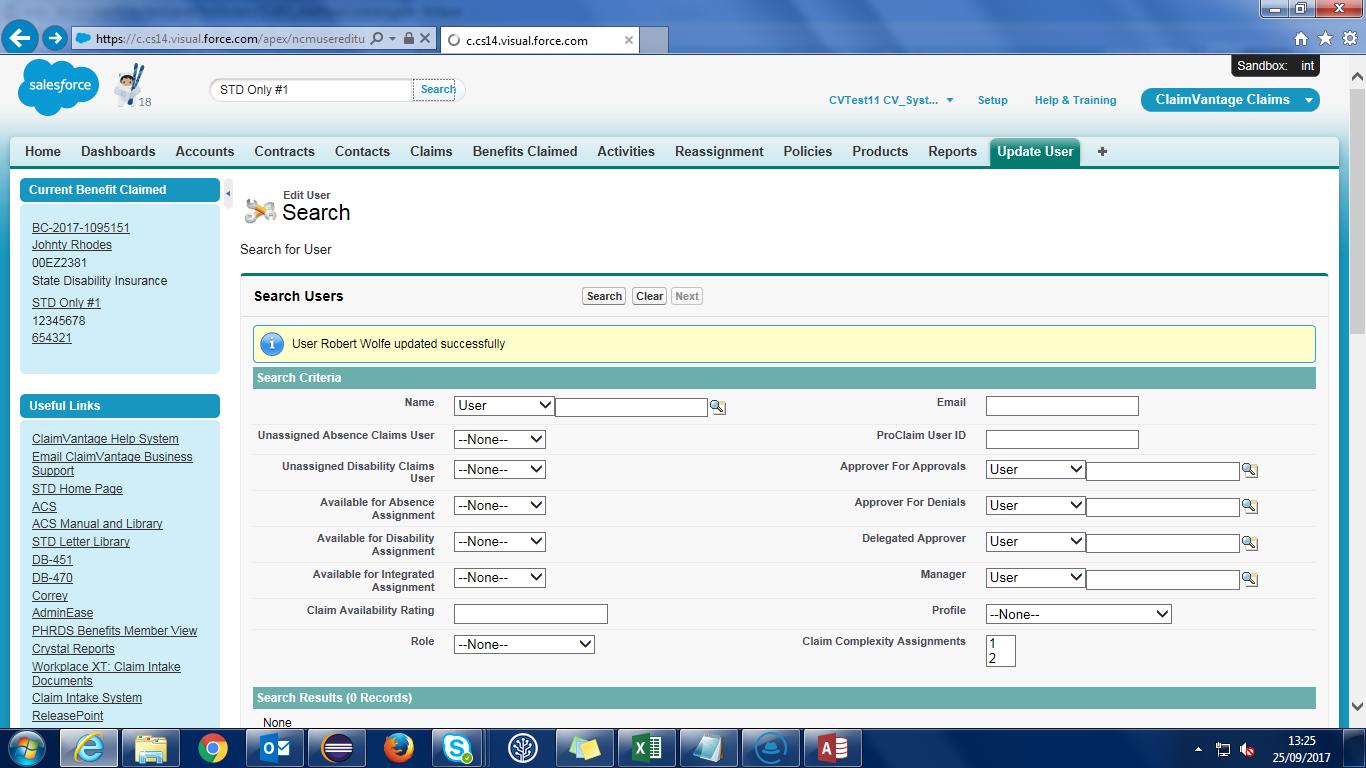 https://c.cs14.visual.force.com/apex/ncmusereditu
c.cs14.visual.force.com
Sandbox: int
salesforce
18
STD Only #1
Search
CVTest11 CV_Syst...
Setup
Help & Training
ClaimVantage Claims
Home
Dashboards
Accounts
Contracts
Contacts
Claims
Benefits Claimed
Activities
Reassignment
Policies
Products
Reports
Update User
Current Benefit Claimed
BC-2017-1095151
Johnty Rhodes
00EZ2381
State Disability Insurance
STD Only #1
12345678
654321
Useful Links
ClaimVantage Help System
Email ClaimVantage Business
Support
STD Home Page
ACS
ACS Manual and Library
STD Letter Library
DB-451
DB-470
Correy
AdminEase
PHRDS Benefits Member View
Crystal Reports
Workplace XT: Claim Intake
Documents
Claim Intake System
ReleasePoint
Edit User
Search
Search for User
Search Users
Search
Clear
Next
User Robert Wolfe updated successfully
Search Criteria
Name
User
Email
Unassigned Absence Claims User
--None--
ProClaim User ID
Unassigned Disability Claims
User
--None--
Approver For Approvals
User
Available for Absence
Assignment
--None--
Approver For Denials
User
Available for Disability
Assignment
--None--
Delegated Approver
User
Available for Integrated
Assignment
--None--
Manager
User
Claim Availability Rating
Profile
--None--
Role
--None--
Claim Complexity Assignments
1
2
Search Results (0 Records)
None
13:25
25/09/2017